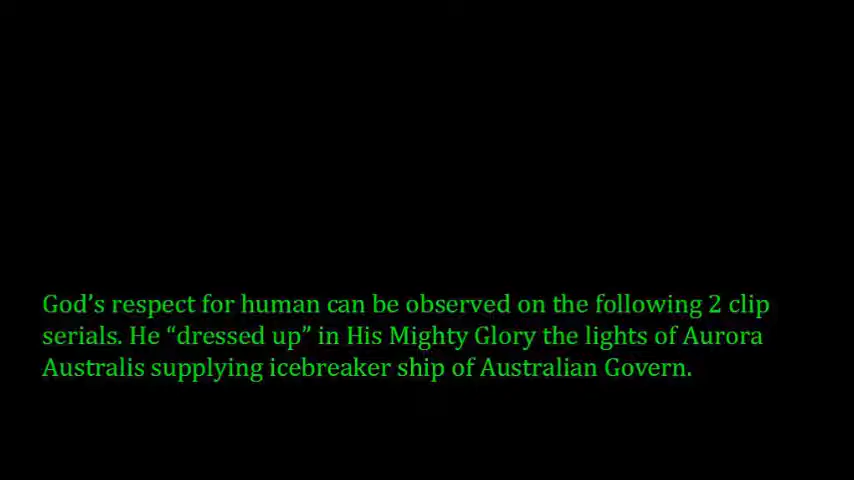 God’s respect for human can be observed on the following 2 clip
serials. He “dressed up” in His Mighty Glory the lights of Aurora
Australis supplying icebreaker ship of Australian Govern.